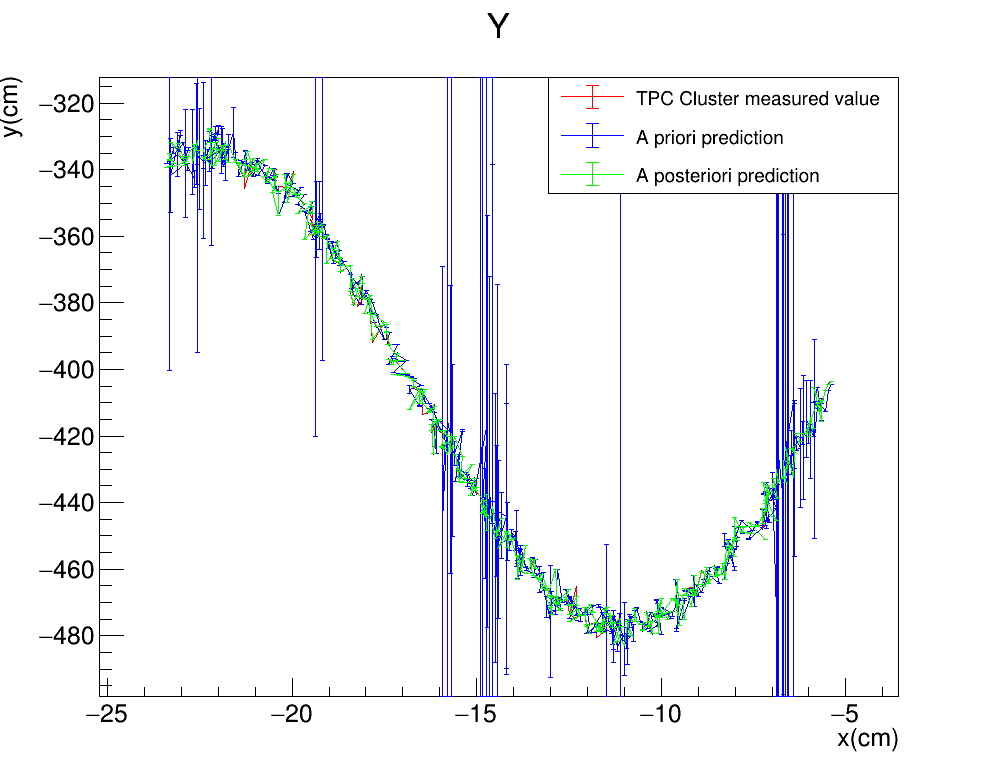 Y
y(cm)
−320
−340
−360
−380
−400
−420
−440
−460
−480
TPC Cluster measured value
A priori prediction
A posteriori prediction
−25 −20 −15 −10 −5
x(cm)